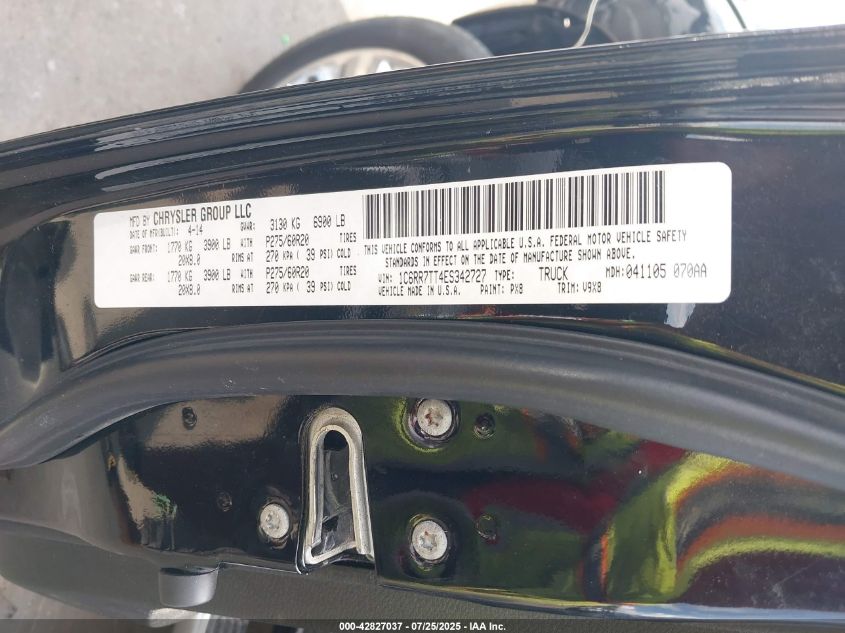 MFD BY CHRYSLER GROUP LLC
DATE OF MFR(BUILT): 4-14 GVWR: 3130 KG 6900 LB
GAWR FRONT: 1770 KG 3900 LB WITH P275/60R20 TIRES
20X8.0 RIMS AT 270 KPA ( 39 PSI) COLD
GAWR REAR: 1770 KG 3900 LB WITH P275/60R20 TIRES
20X8.0 RIMS AT 270 KPA ( 39 PSI) COLD
THIS VEHICLE CONFORMS TO ALL APPLICABLE U.S.A. FEDERAL MOTOR VEHICLE SAFETY
STANDARDS IN EFFECT ON THE DATE OF MANUFACTURE SHOWN ABOVE.
VIN: 1C6RR7TT4ES342727 TYPE: TRUCK MDH: 041105 070AA
VEHICLE MADE IN U.S.A. PAINT: PX8 TRIM: V9X8
000-42827037 - 07/25/2025 - IAA Inc.